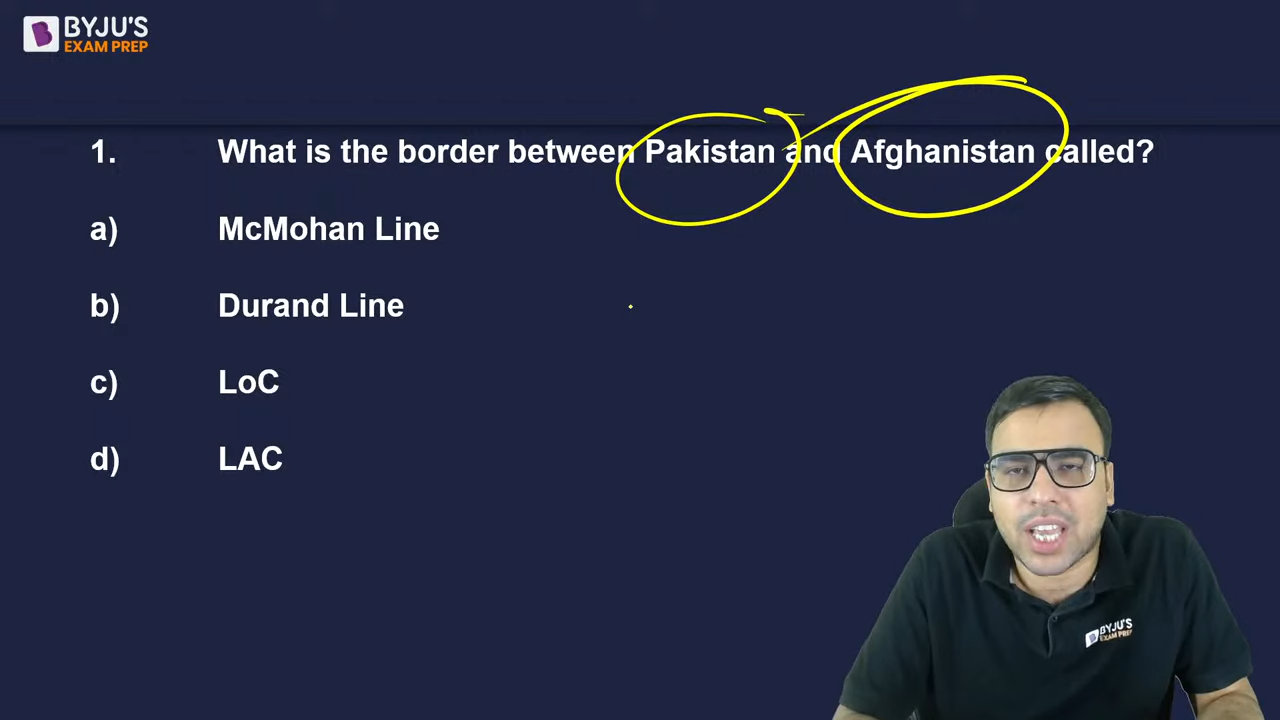 BYJU'S
EXAM PREP
1. What is the border between Pakistan and Afghanistan called?
a) McMohan Line
b) Durand Line
c) LoC
d) LAC
BYJU'S
EXAM PREP